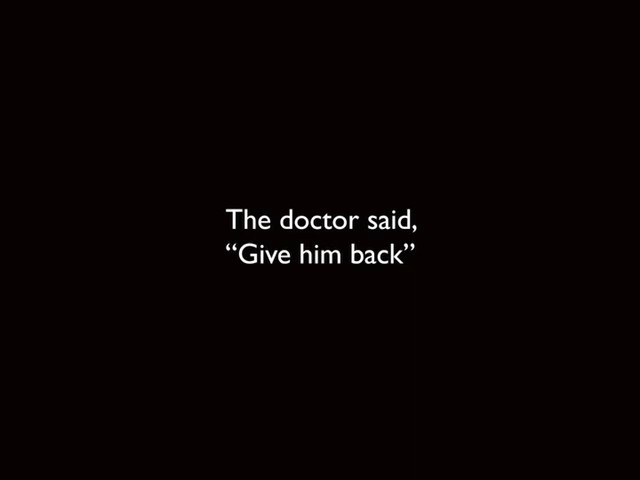 The doctor said,
“Give him back”